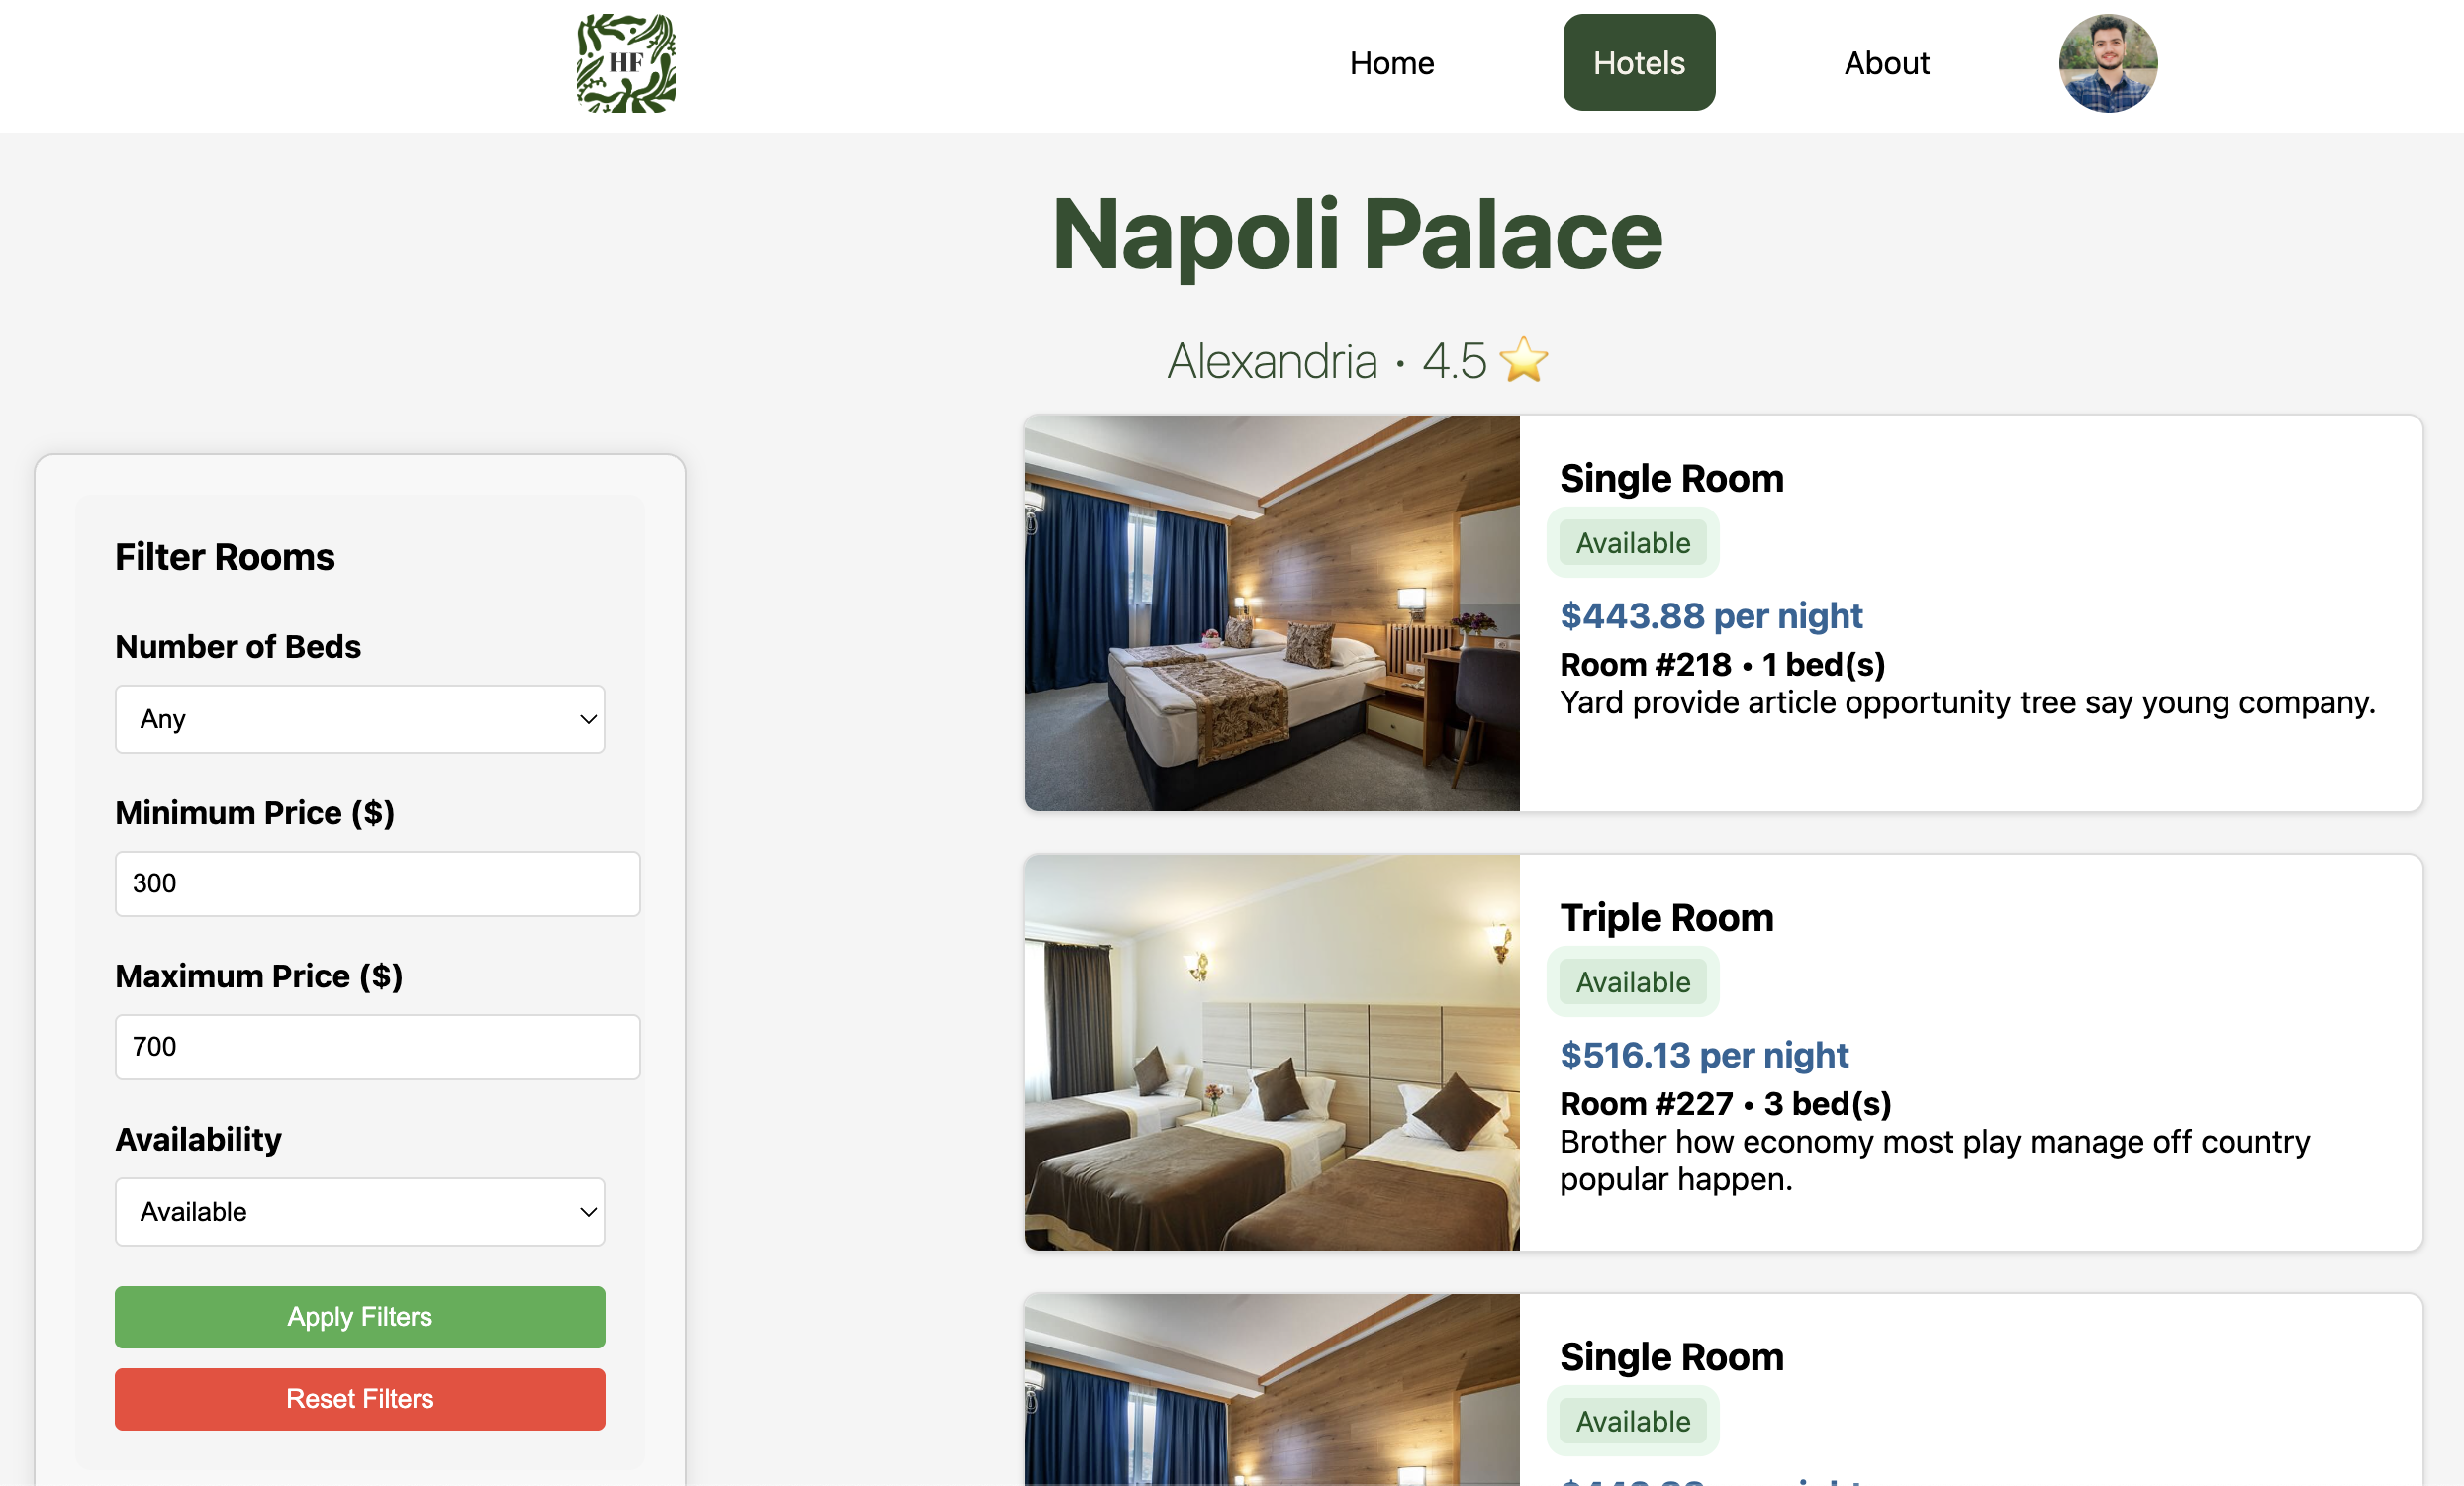 HF
Home
Hotels
About
Napoli Palace
Alexandria • 4.5
Filter Rooms
Number of Beds
Any
Minimum Price ($)
300
Maximum Price ($)
700
Availability
Available
Apply Filters
Reset Filters
Single Room
Available
$443.88 per night
Room #218 • 1 bed(s)
Yard provide article opportunity tree say young company.
Triple Room
Available
$516.13 per night
Room #227 • 3 bed(s)
Brother how economy most play manage off country
popular happen.
Single Room
Available